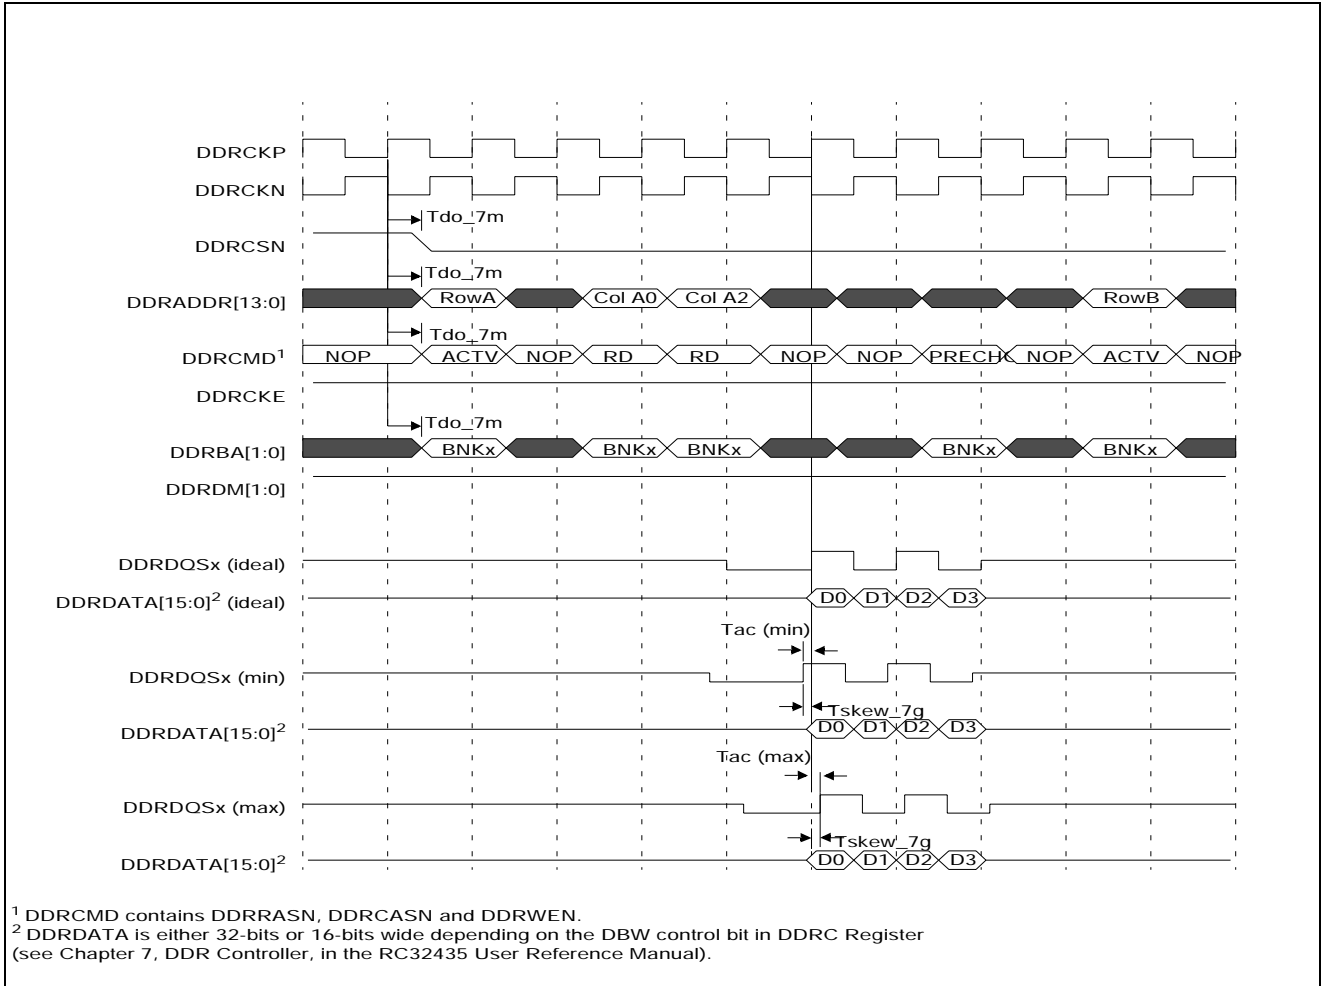 DDRCKP
DDRCKN
Tdo_7m
DDRCSN
Tdo_7m
DDRADDR[13:0] RowA Col A0 Col A2 RowB
Tdo_7m
DDRCMD1 NOP ACTV NOP RD RD NOP NOP PRECHG NOP ACTV NOP
DDRCKE
Tdo_7m
DDRBA[1:0] BNKx BNKx BNKx BNKx BNKx
DDRDM[1:0]
DDRDQSx (ideal)
DDRDATA[15:0]2 (ideal) D0 D1 D2 D3
Tac (min)
DDRDQSx (min)
Tskew_7g
DDRDATA[15:0]2 D0 D1 D2 D3
Tac (max)
DDRDQSx (max)
Tskew_7g
DDRDATA[15:0]2 D0 D1 D2 D3
1 DDRCMD contains DDRRASN, DDRCASN and DDRWEN.
2 DDRDATA is either 32-bits or 16-bits wide depending on the DBW control bit in DDRC Register
(see Chapter 7, DDR Controller, in the RC32435 User Reference Manual).